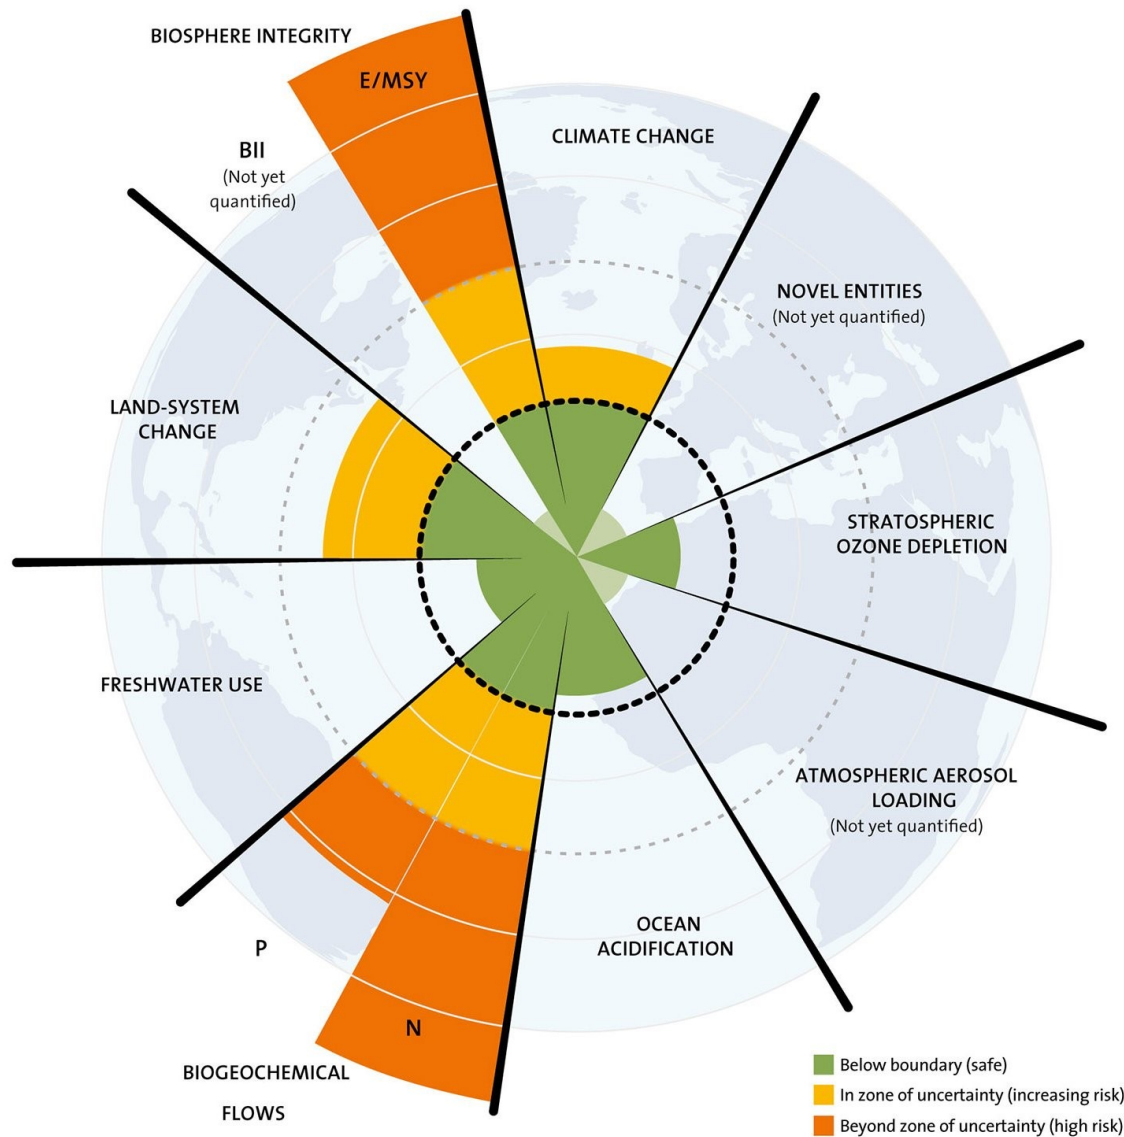 BIOSPHERE INTEGRITY
E/MSY
BII
(Not yet
quantified)
CLIMATE CHANGE
NOVEL ENTITIES
(Not yet quantified)
LAND-SYSTEM
CHANGE
STRATOSPHERIC
OZONE DEPLETION
FRESHWATER USE
ATMOSPHERIC AEROSOL
LOADING
(Not yet quantified)
OCEAN
ACIDIFICATION
P
N
BIOGEOCHEMICAL
FLOWS
Below boundary (safe)
In zone of uncertainty (increasing risk)
Beyond zone of uncertainty (high risk)